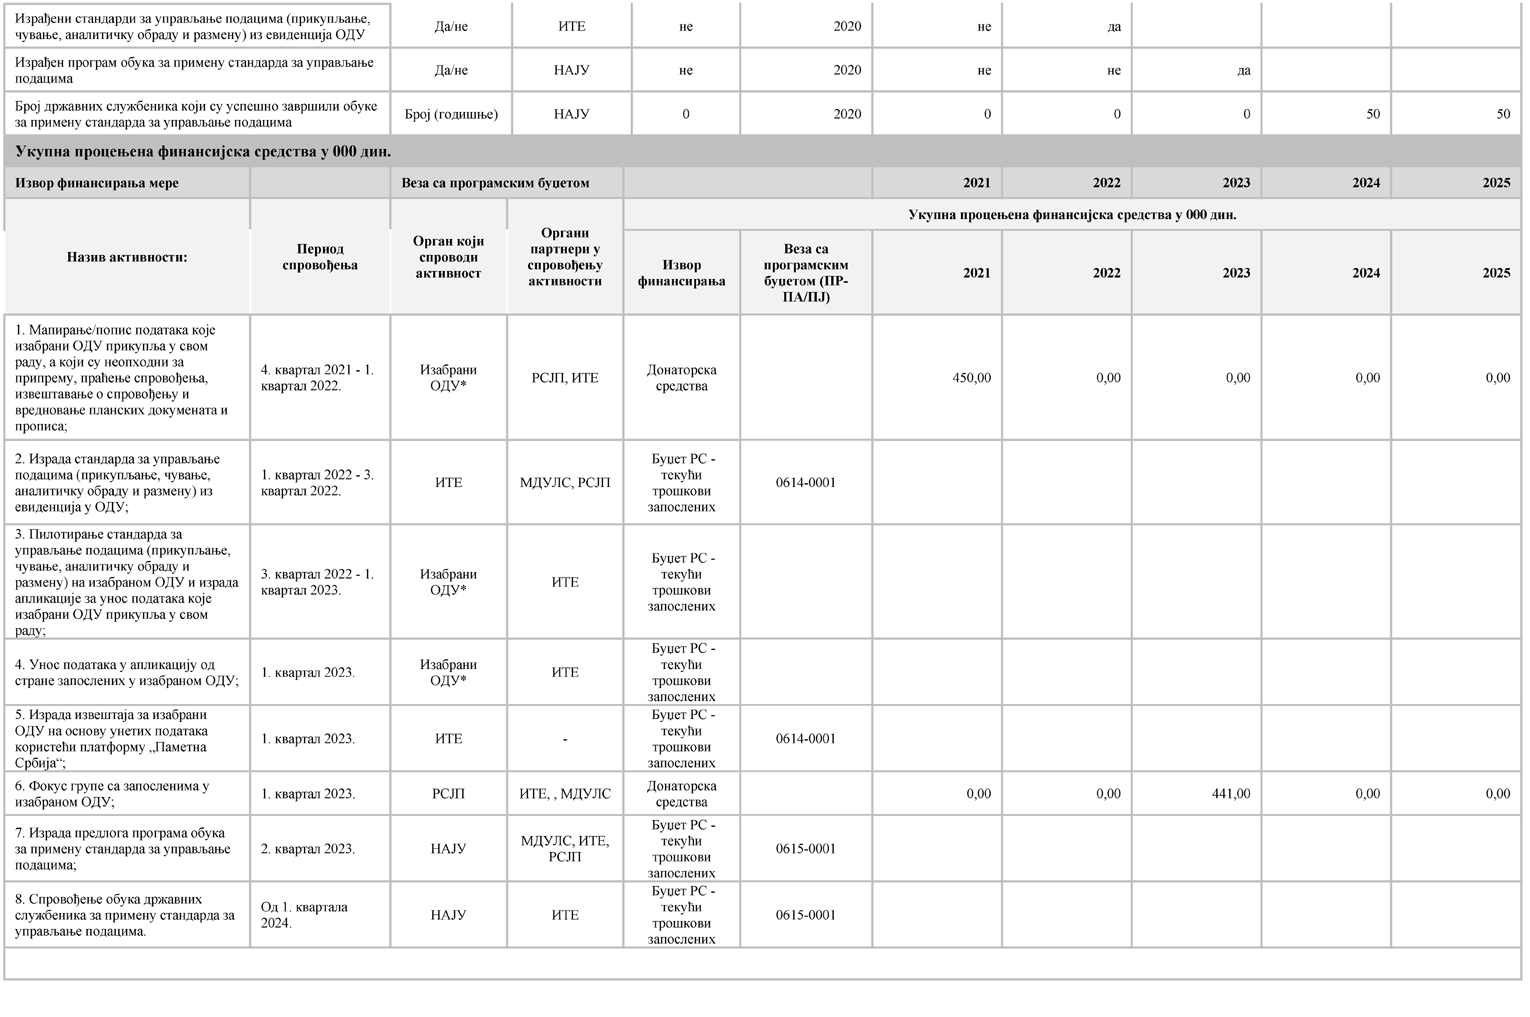 Израђени стандарди за управљање подацима (прикупљање,
чување, аналитичку обраду и размену) из евиденција ОДУ
Да/не
ИТЕ
не
2020
не
да
Израђен програм обука за примену стандарда за управљање
подацима
Да/не
НАЈУ
не
2020
не
не
да
Број државних службеника који су успешно завршили обуке
за примену стандарда за управљање подацима
Број (годишње)
НАЈУ
0
2020
0
0
0
50
50
Укупна процењена финансијска средства у 000 дин.
Извор финансирања мере
Веза са програмским буџетом
2021
2022
2023
2024
2025
Назив активности:
Период
спровођења
Орган који
спроводи
активност
Органи
партнери у
спровођењу
активности
Укупна процењена финансијска средства у 000 дин.
Извор
финансирања
Веза са
програмским
буџетом (ПР-
ПА/ПЈ)
2021
2022
2023
2024
2025
1. Мапирање/попис података које
изабрани ОДУ прикупља у свом
раду, а који су неопходни за
припрему, праћење спровођења,
извештавање о спровођењу и
вредновање планских докумената и
прописа;
4. квартал 2021 - 1.
квартал 2022.
Изабрани
ОДУ*
РСЈП, ИТЕ
Донаторска
средства
450,00
0,00
0,00
0,00
0,00
2. Израда стандарда за управљање
подацима (прикупљање, чување,
аналитичку обраду и размену) из
евиденција у ОДУ;
1. квартал 2022 - 3.
квартал 2022.
ИТЕ
МДУЛС, РСЈП
Буџет РС -
текући
трошкови
запослених
0614-0001
3. Пилотирање стандарда за
управљање подацима (прикупљање,
чување, аналитичку обраду и
размену) на изабраном ОДУ и израда
апликације за унос података које
изабрани ОДУ прикупља у свом
раду;
3. квартал 2022 - 1.
квартал 2023.
Изабрани
ОДУ*
ИТЕ
Буџет РС -
текући
трошкови
запослених
4. Унос података у апликацију од
стране запослених у изабраном ОДУ;
1. квартал 2023.
Изабрани
ОДУ*
ИТЕ
Буџет РС -
текући
трошкови
запослених
5. Израда извештаја за изабрани
ОДУ на основу унетих података
користећи платформу „Паметна
Србија“;
1. квартал 2023.
ИТЕ
-
Буџет РС -
текући
трошкови
запослених
0614-0001
6. Фокус групе са запосленима у
изабраном ОДУ;
1. квартал 2023.
РСЈП
ИТЕ, , МДУЛС
Донаторска
средства
0,00
0,00
441,00
0,00
0,00
7. Израда предлога програма обука
за примену стандарда за управљање
подацима;
2. квартал 2023.
НАЈУ
МДУЛС, ИТЕ,
РСЈП
Буџет РС -
текући
трошкови
запослених
0615-0001
8. Спровођење обука државних
службеника за примену стандарда за
управљање подацима.
Од 1. квартала
2024.
НАЈУ
ИТЕ
Буџет РС -
текући
трошкови
запослених
0615-0001